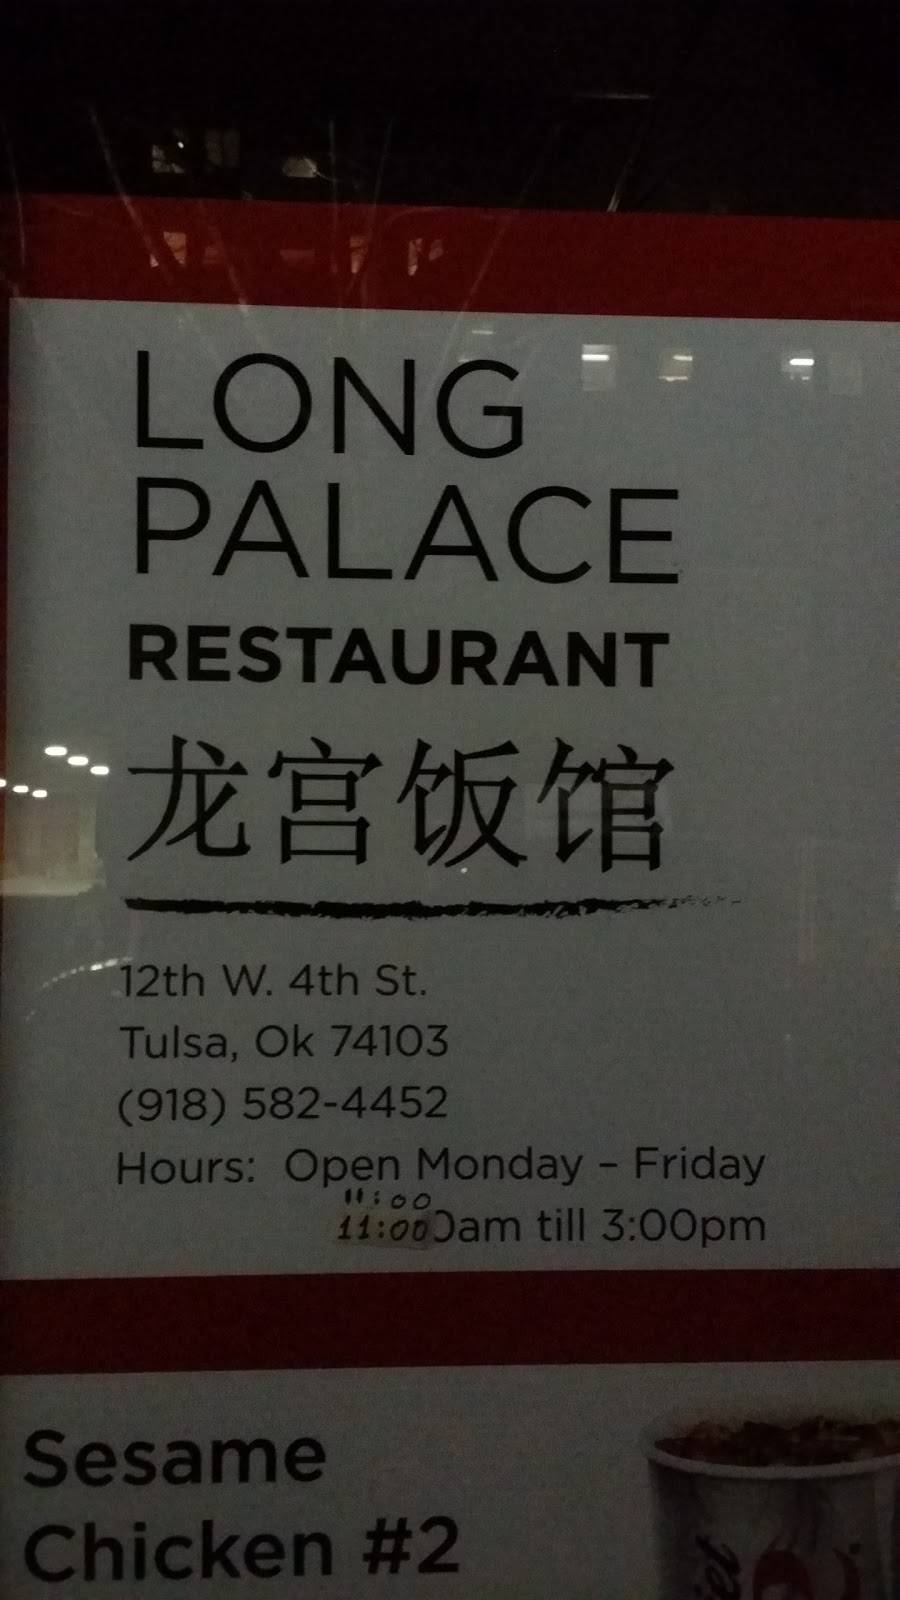 LONG
PALACE
RESTAURANT
龙宫饭馆
12th W. 4th St.
Tulsa, Ok 74103
(918) 582-4452
Hours: Open Monday – Friday
11:00
11:000am till 3:00pm
Sesame
Chicken #2